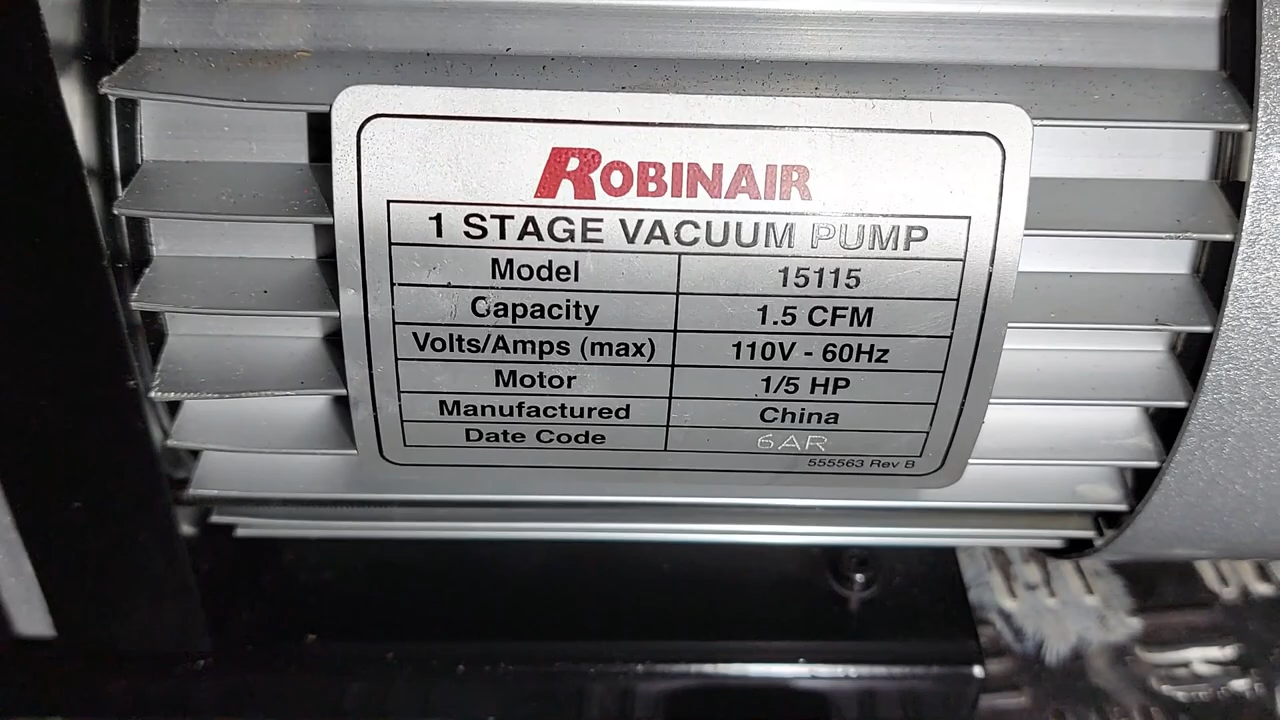 ROBINAIR
1 STAGE VACUUM PUMP
Model 15115
Capacity 1.5 CFM
Volts/Amps (max) 110V - 60Hz
Motor 1/5 HP
Manufactured China
Date Code 6AR
555563 Rev B